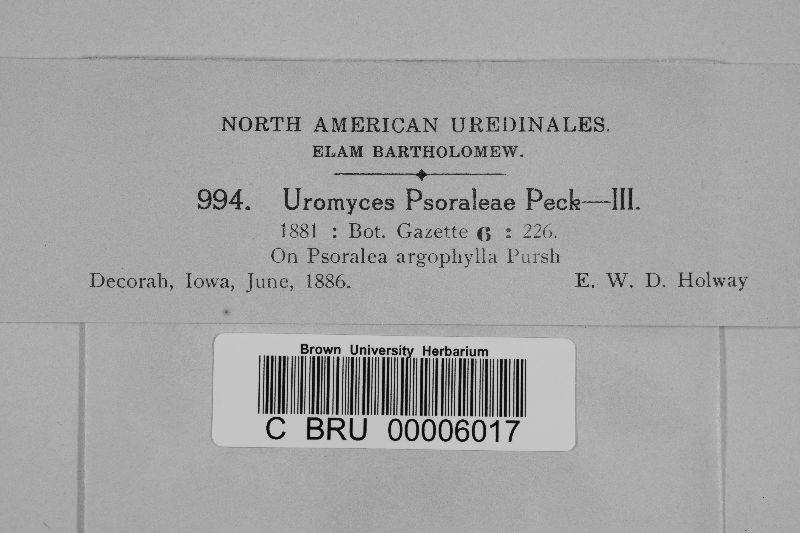 NORTH AMERICAN UREDINALES.
ELAM BARTHOLOMEW.
994. Uromyces Psoraleae Peck—III.
1881 : Bot. Gazette 6 : 226.
On Psoralea argophylla Pursh
Decorah, Iowa, June, 1886. E. W. D. Holway
Brown University Herbarium
C BRU 00006017